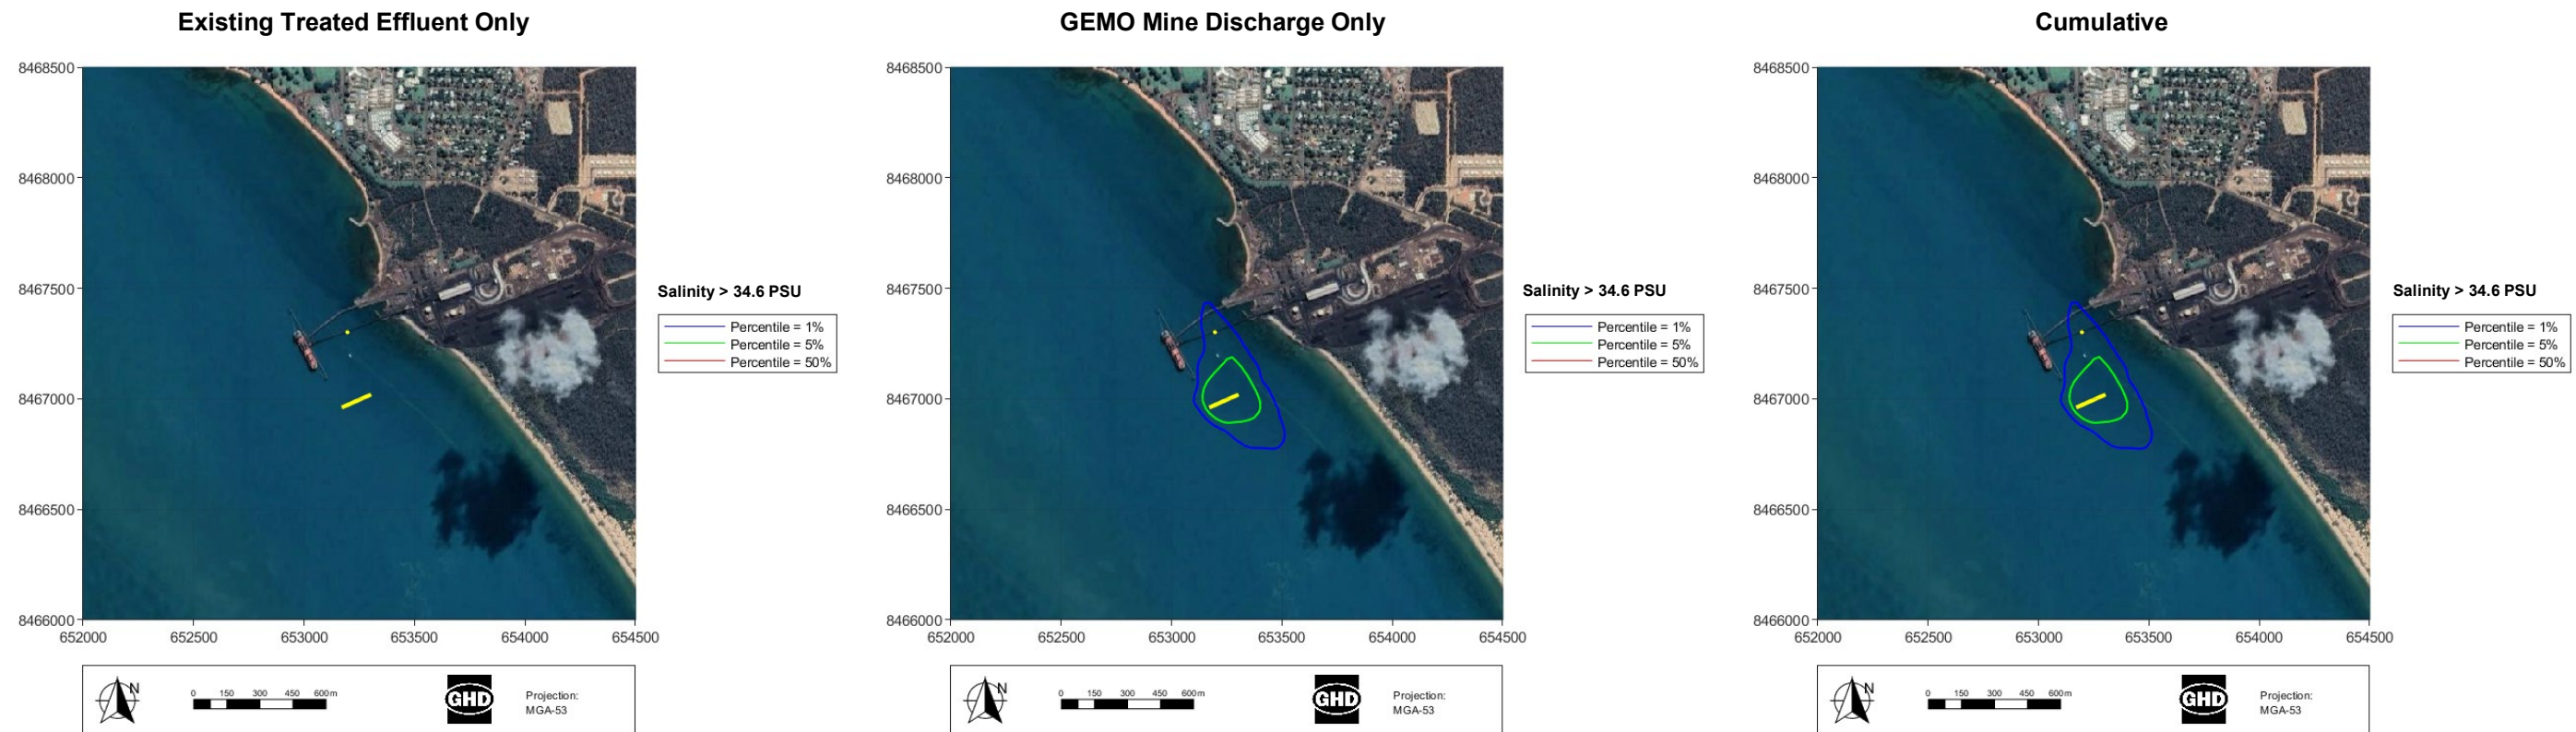 Existing Treated Effluent Only
8468500
8468000
8467500
8467000
8466500
8466000
652000 652500 653000 653500 654000 654500
Salinity > 34.6 PSU
Percentile = 1%
Percentile = 5%
Percentile = 50%
N
0 150 300 450 600m
GHD
Projection:
MGA-53
GEMO Mine Discharge Only
8468500
8468000
8467500
8467000
8466500
8466000
652000 652500 653000 653500 654000 654500
Salinity > 34.6 PSU
Percentile = 1%
Percentile = 5%
Percentile = 50%
N
0 150 300 450 600m
GHD
Projection:
MGA-53
Cumulative
8468500
8468000
8467500
8467000
8466500
8466000
652000 652500 653000 653500 654000 654500
Salinity > 34.6 PSU
Percentile = 1%
Percentile = 5%
Percentile = 50%
N
0 150 300 450 600m
GHD
Projection:
MGA-53